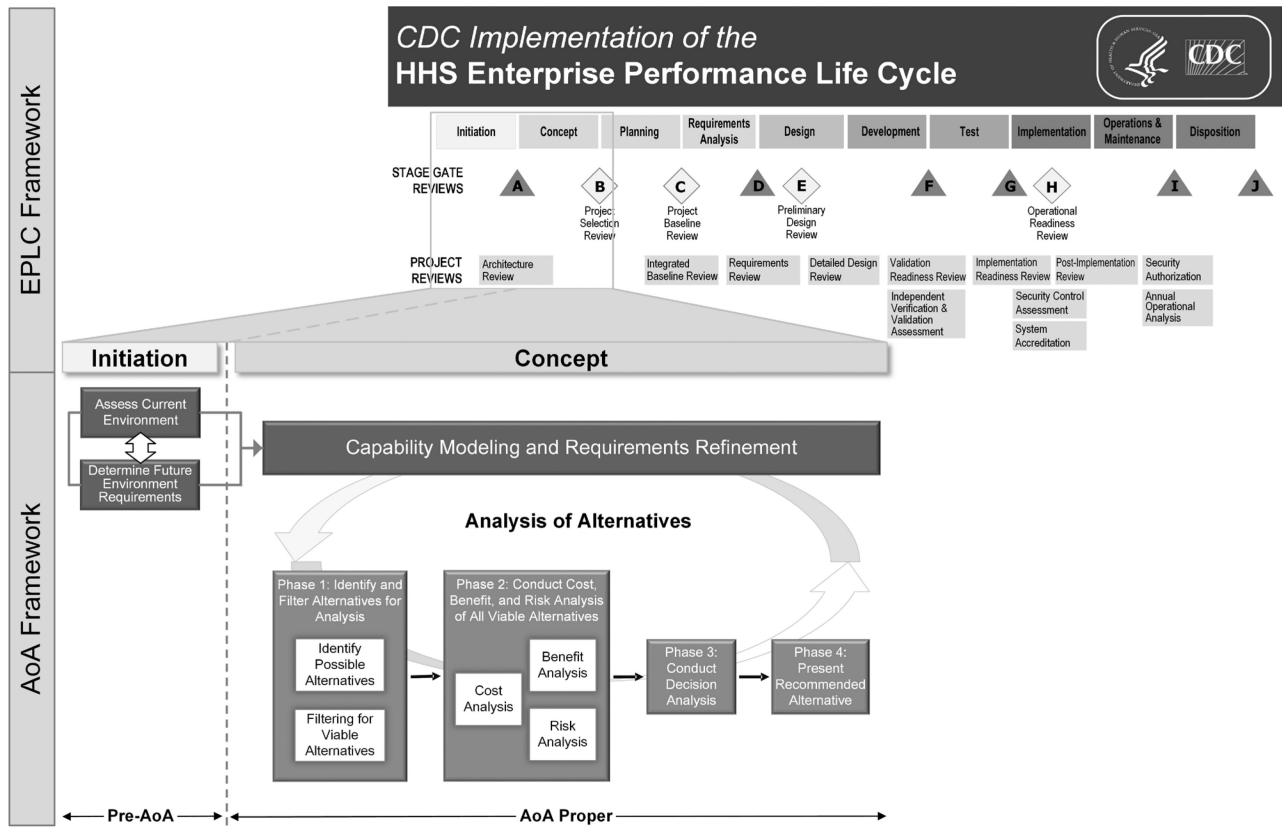 CDC Implementation of the
HHS Enterprise Performance Life Cycle
CDC
EPLC Framework
Initiation
Concept
Planning
Requirements
Analysis
Design
Development
Test
Implementation
Operations &
Maintenance
Disposition
STAGE GATE
REVIEWS
A
B
C
D
E
F
G
H
I
J
Project
Selection
Review
Project
Baseline
Review
Preliminary
Design
Review
Operational
Readiness
Review
PROJECT
REVIEWS
Architecture
Review
Integrated
Baseline Review
Requirements
Review
Detailed Design
Review
Validation
Readiness Review
Implementation
Readiness Review
Post-Implementation
Review
Security
Authorization
Independent
Verification &
Validation
Assessment
Security Control
Assessment
System
Accreditation
Annual
Operational
Analysis
Initiation
Concept
AoA Framework
Assess Current
Environment
Determine Future
Environment
Requirements
Capability Modeling and Requirements Refinement
Analysis of Alternatives
Phase 1: Identify and
Filter Alternatives for
Analysis
Identify
Possible
Alternatives
Filtering for
Viable
Alternatives
Phase 2: Conduct Cost,
Benefit, and Risk Analysis
of All Viable Alternatives
Cost
Analysis
Benefit
Analysis
Risk
Analysis
Phase 3:
Conduct
Decision
Analysis
Phase 4:
Present
Recommended
Alternative
Pre-AoA
AoA Proper